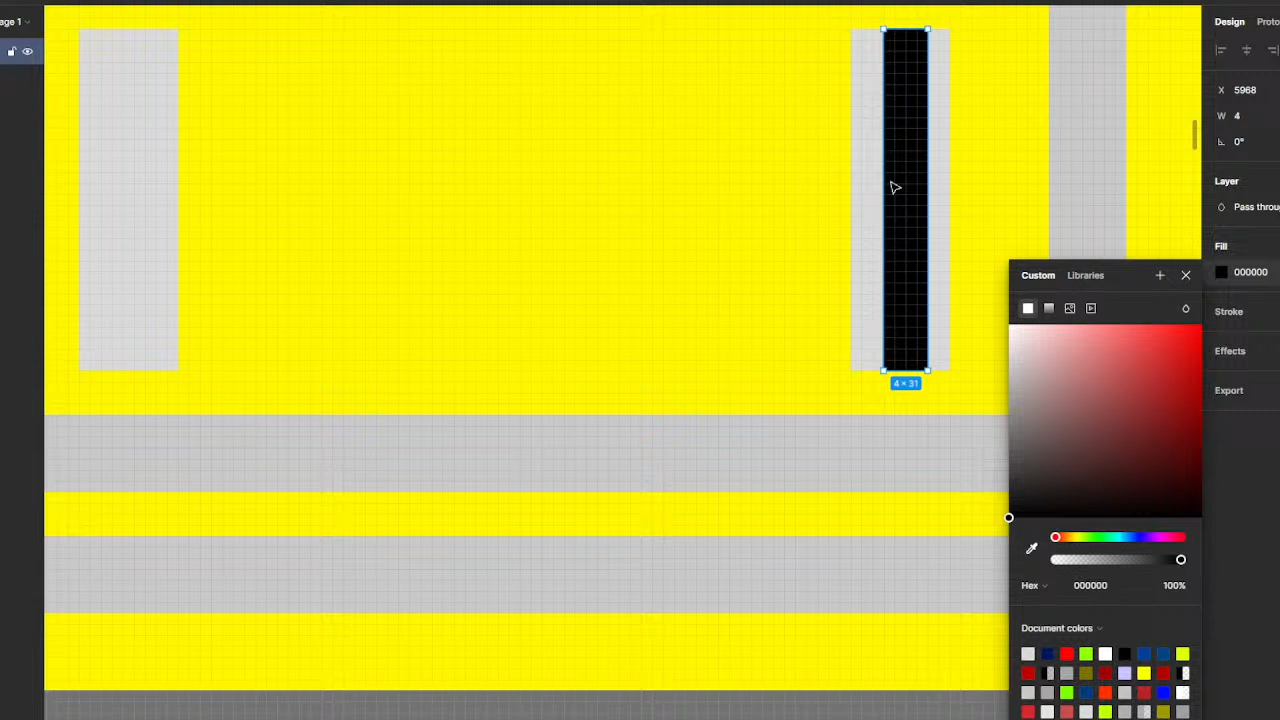 age 1
Design
Proto
X 5968
W 4
0°
Layer
Pass throu
Fill
000000
Custom
Libraries
Stroke
Effects
4 × 31
Export
Hex
000000
100%
Document colors